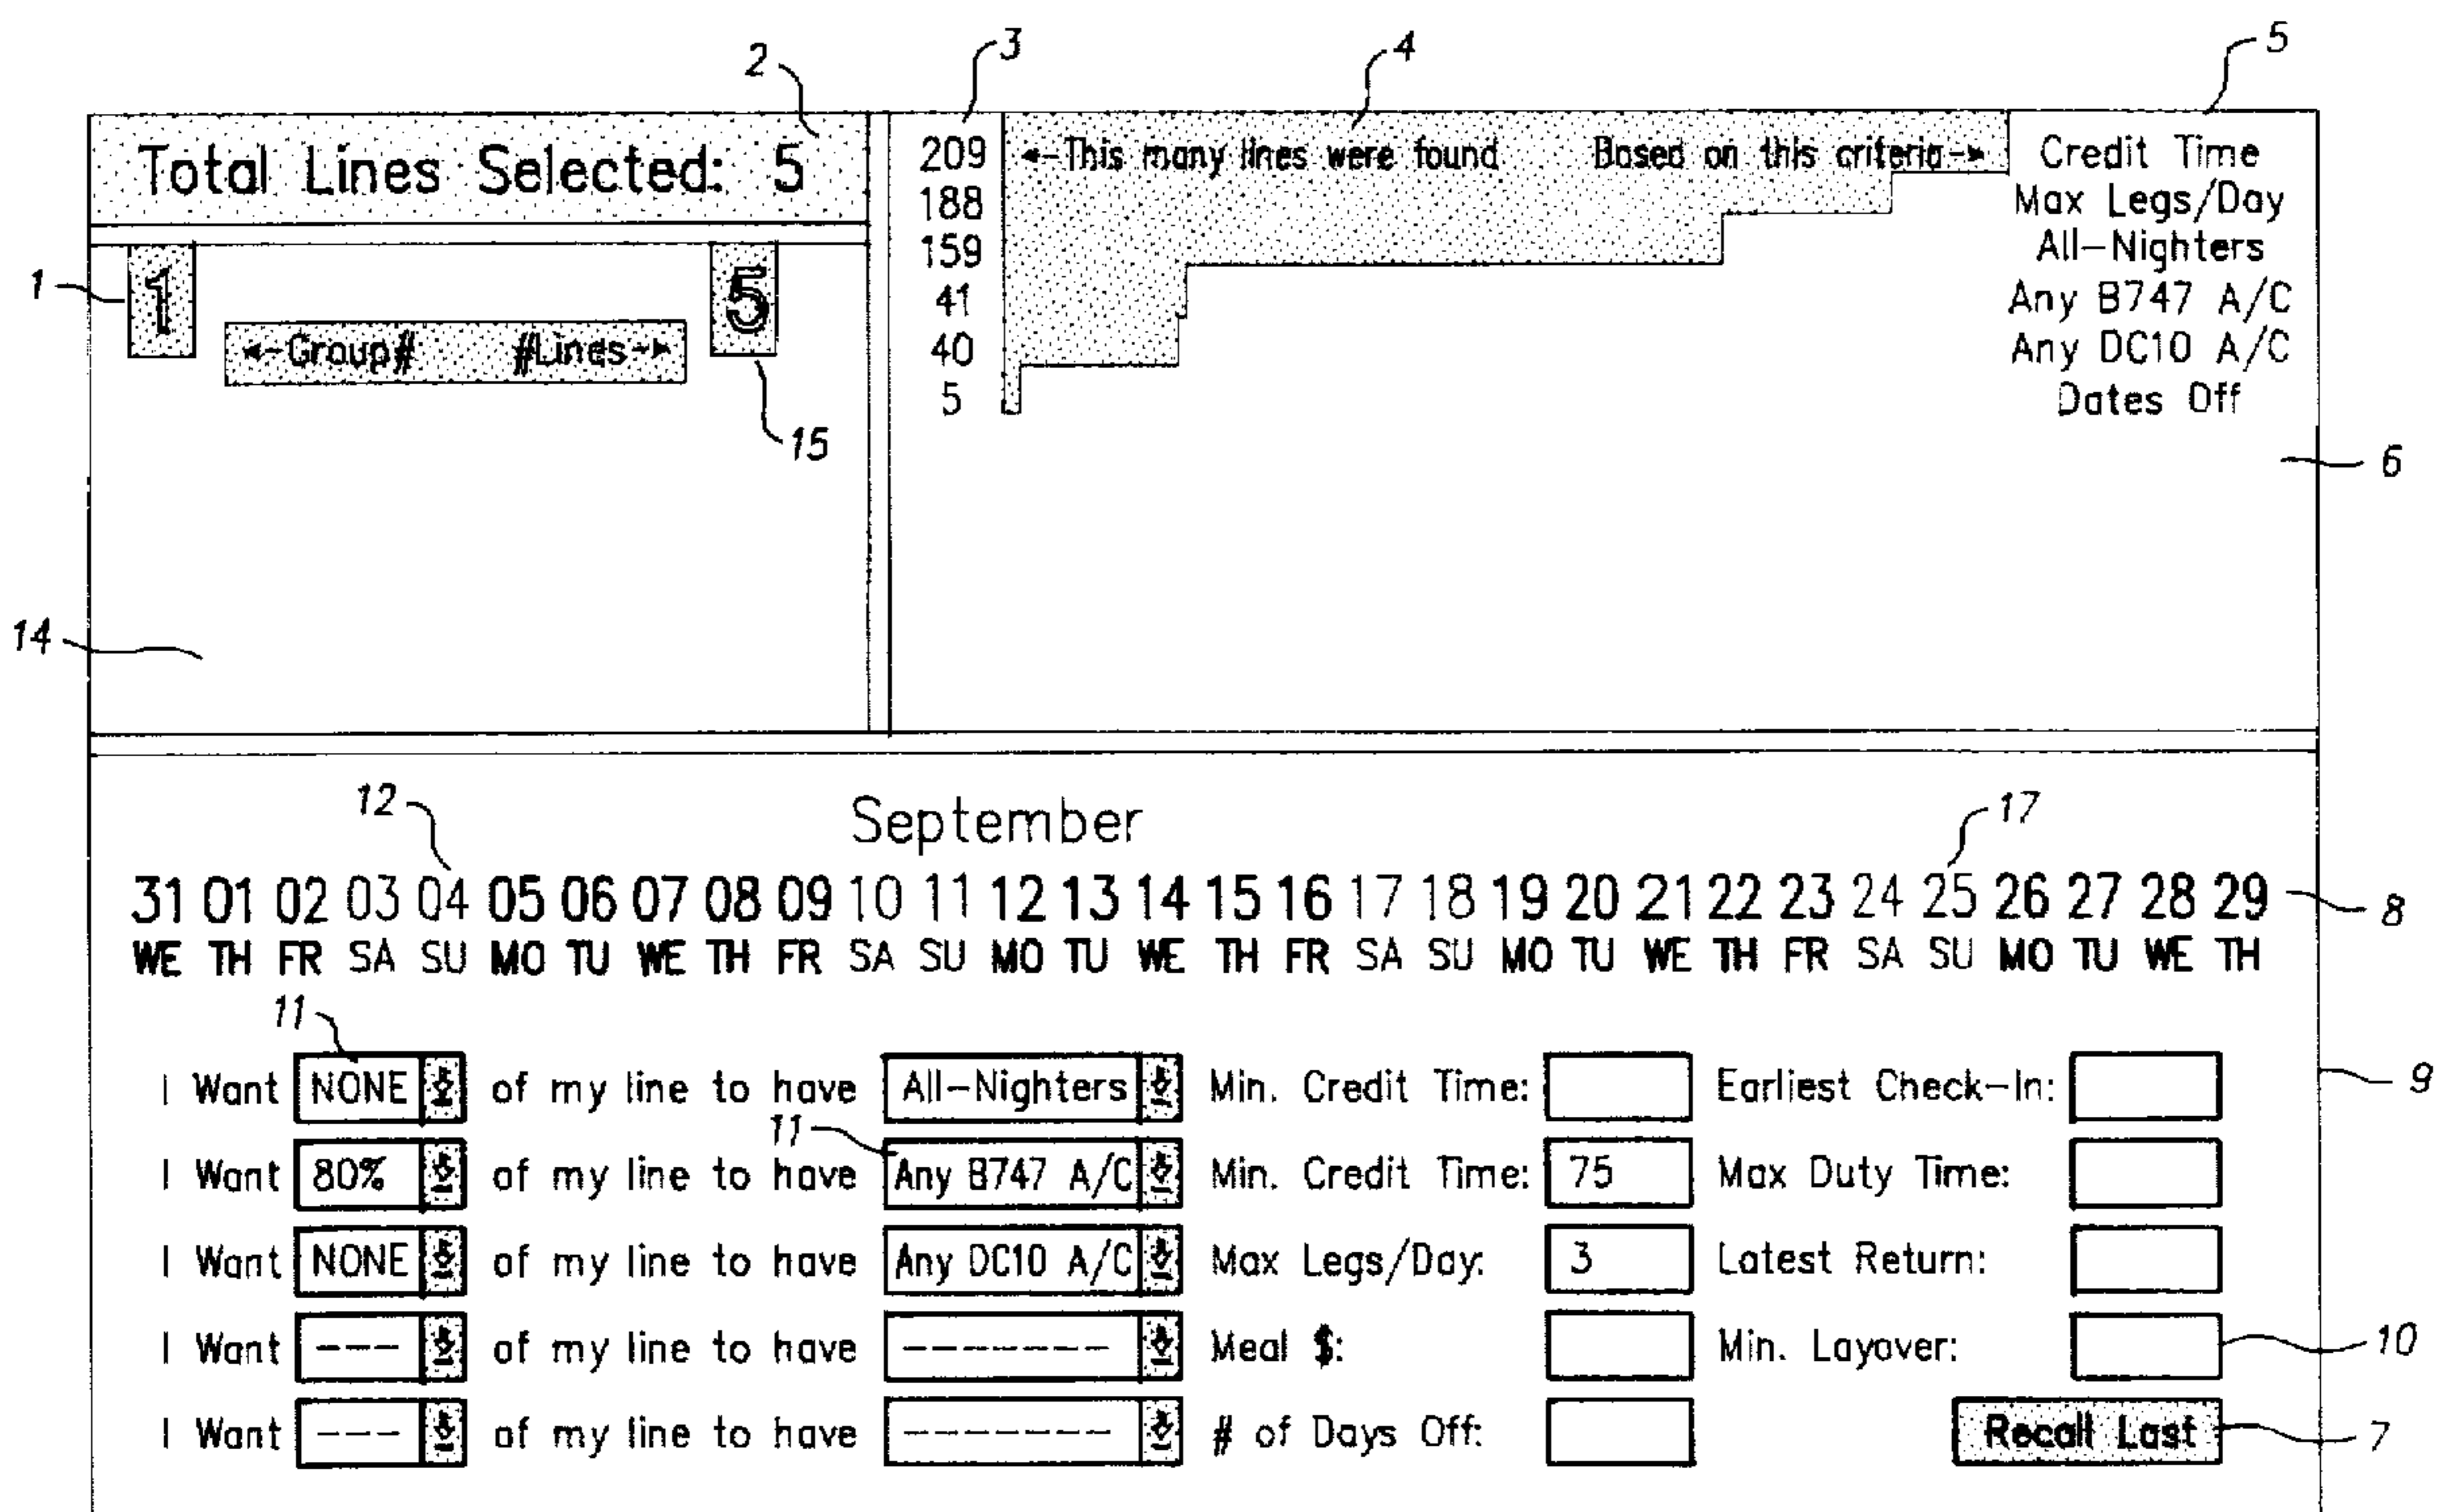 2
3
4
5
Total Lines Selected: 5
1
1
5
←Group# #Lines→
15
14
209 ←This many lines were found Based on this criteria→ Credit Time
188 Max Legs/Day
159 All-Nighters
41 Any B747 A/C
40 Any DC10 A/C
5 Dates Off
6
12
September
17
31 01 02 03 04 05 06 07 08 09 10 11 12 13 14 15 16 17 18 19 20 21 22 23 24 25 26 27 28 29
8
WE TH FR SA SU MO TU WE TH FR SA SU MO TU WE TH FR SA SU MO TU WE TH FR SA SU MO TU WE TH
11
I Want NONE of my line to have All-Nighters Min. Credit Time: Earliest Check-In:
9
11
I Want 80% of my line to have Any B747 A/C Min. Credit Time: 75 Max Duty Time:
I Want NONE of my line to have Any DC10 A/C Max Legs/Day: 3 Latest Return:
I Want --- of my line to have ------- Meal $: Min. Layover:
10
I Want --- of my line to have ------- # of Days Off: Recall Last
7